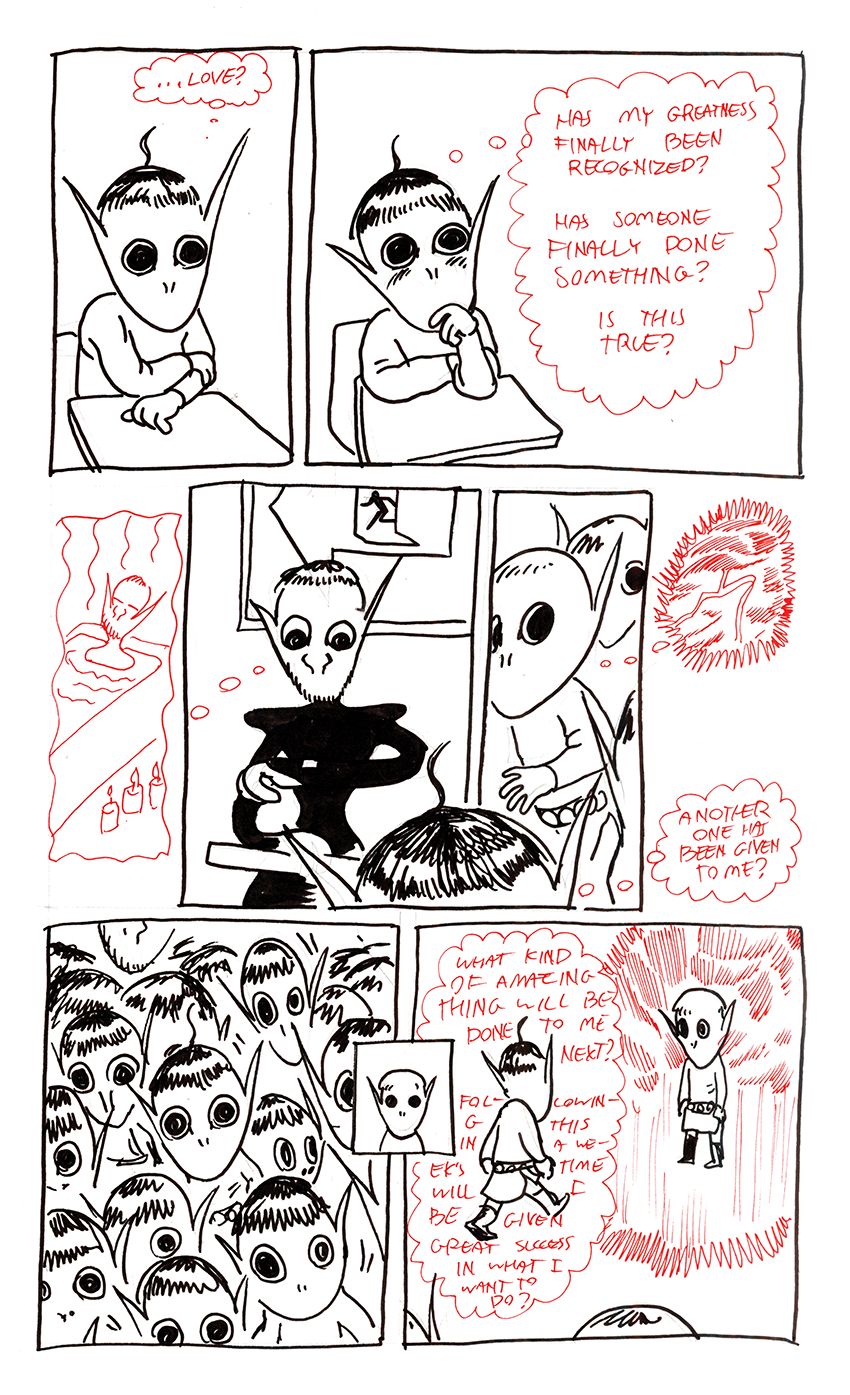 ...LOVE?
HAS MY GREATNESS
FINALLY BEEN
RECOGNIZED?
HAS SOMEONE
FINALLY DONE
SOMETHING?
IS THIS
TRUE?
ANOTHER
ONE HAS
BEEN GIVEN
TO ME?
WHAT KIND
OF AMAZING
THING WILL BE
DONE TO ME
NEXT?
FOL- LOWIN-
G THIS
IN A WE-
EK'S TIME
WILL I
BE GIVEN
GREAT SUCCESS
IN WHAT I
WANT TO
DO?